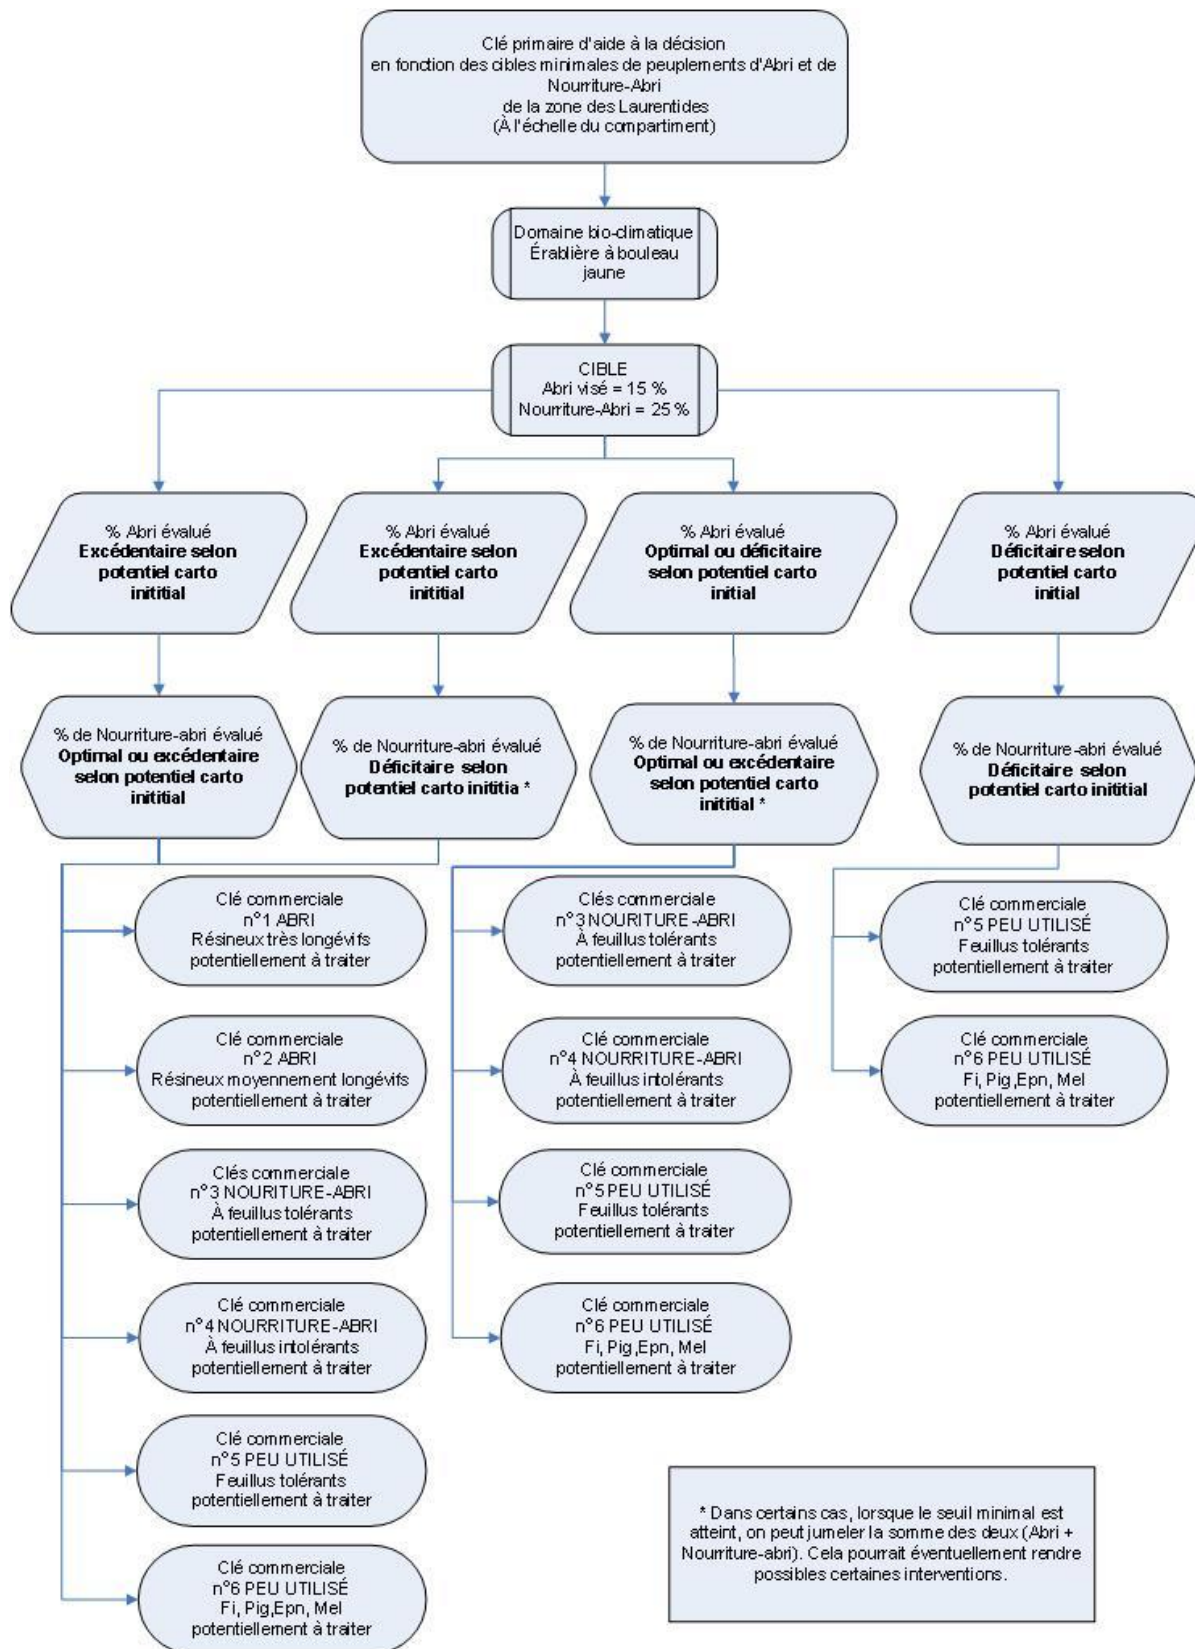 Clé primaire d'aide à la décision
en fonction des cibles minimales de peuplements d'Abri et de
Nourriture-Abri
de la zone des Laurentides
(À l'échelle du compartiment)
Domaine bio-climatique
Érablière à bouleau
jaune
CIBLE
Abri visé = 15 %
Nourriture-Abri = 25 %
% Abri évalué
Excédentaire selon
potentiel carto
inititial
% Abri évalué
Excédentaire selon
potentiel carto
inititial
% Abri évalué
Optimal ou déficitaire
selon potentiel carto
initial
% Abri évalué
Déficitaire selon
potentiel carto
initial
% de Nourriture-abri évalué
Optimal ou excédentaire
selon potentiel carto
inititial
% de Nourriture-abri évalué
Déficitaire selon
potentiel carto inititia *
% de Nourriture-abri évalué
Optimal ou excédentaire
selon potentiel carto
inititial *
% de Nourriture-abri évalué
Déficitaire selon
potentiel carto inititial
Clé commerciale
n°1 ABRI
Résineux très longévifs
potentiellement à traiter
Clé commerciale
n°2 ABRI
Résineux moyennement longévifs
potentiellement à traiter
Clés commerciale
n°3 NOURITURE-ABRI
À feuillus tolérants
potentiellement à traiter
Clé commerciale
n°4 NOURRITURE-ABRI
À feuillus intolérants
potentiellement à traiter
Clé commerciale
n°5 PEU UTILISÉ
Feuillus tolérants
potentiellement à traiter
Clé commerciale
n°6 PEU UTILISÉ
Fi, Pig,Epn, Mel
potentiellement à traiter
Clés commerciale
n°3 NOURITURE-ABRI
À feuillus tolérants
potentiellement à traiter
Clé commerciale
n°4 NOURRITURE-ABRI
À feuillus intolérants
potentiellement à traiter
Clé commerciale
n°5 PEU UTILISÉ
Feuillus tolérants
potentiellement à traiter
Clé commerciale
n°6 PEU UTILISÉ
Fi, Pig,Epn, Mel
potentiellement à traiter
Clé commerciale
n°5 PEU UTILISÉ
Feuillus tolérants
potentiellement à traiter
Clé commerciale
n°6 PEU UTILISÉ
Fi, Pig,Epn, Mel
potentiellement à traiter
* Dans certains cas, lorsque le seuil minimal est
atteint, on peut jumeler la somme des deux (Abri +
Nourriture-abri). Cela pourrait éventuellement rendre
possibles certaines interventions.